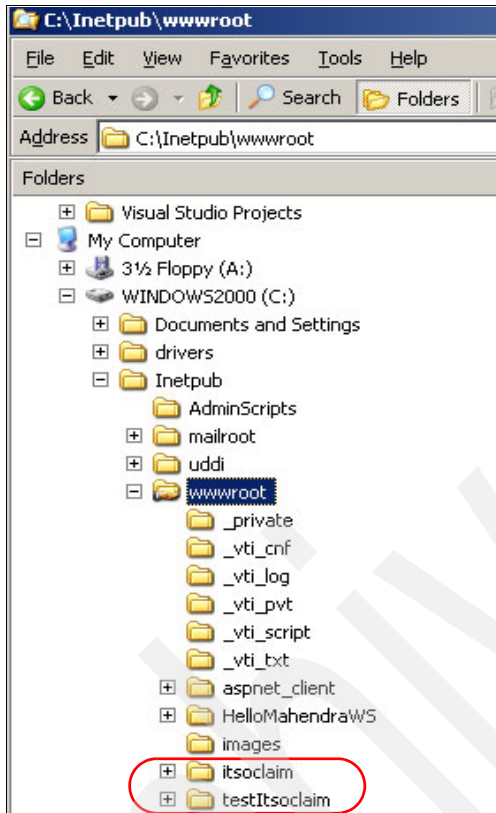 C:\Inetpub\wwwroot
File Edit View Favorites Tools Help
Back Search Folders
Address C:\Inetpub\wwwroot
Folders
Visual Studio Projects
My Computer
3½ Floppy (A:)
WINDOWS2000 (C:)
Documents and Settings
drivers
Inetpub
AdminScripts
mailroot
uddi
wwwroot
_private
_vti_cnf
_vti_log
_vti_pvt
_vti_script
_vti_txt
aspnet_client
HelloMahendraWS
images
itsoclaim
testItsoclaim